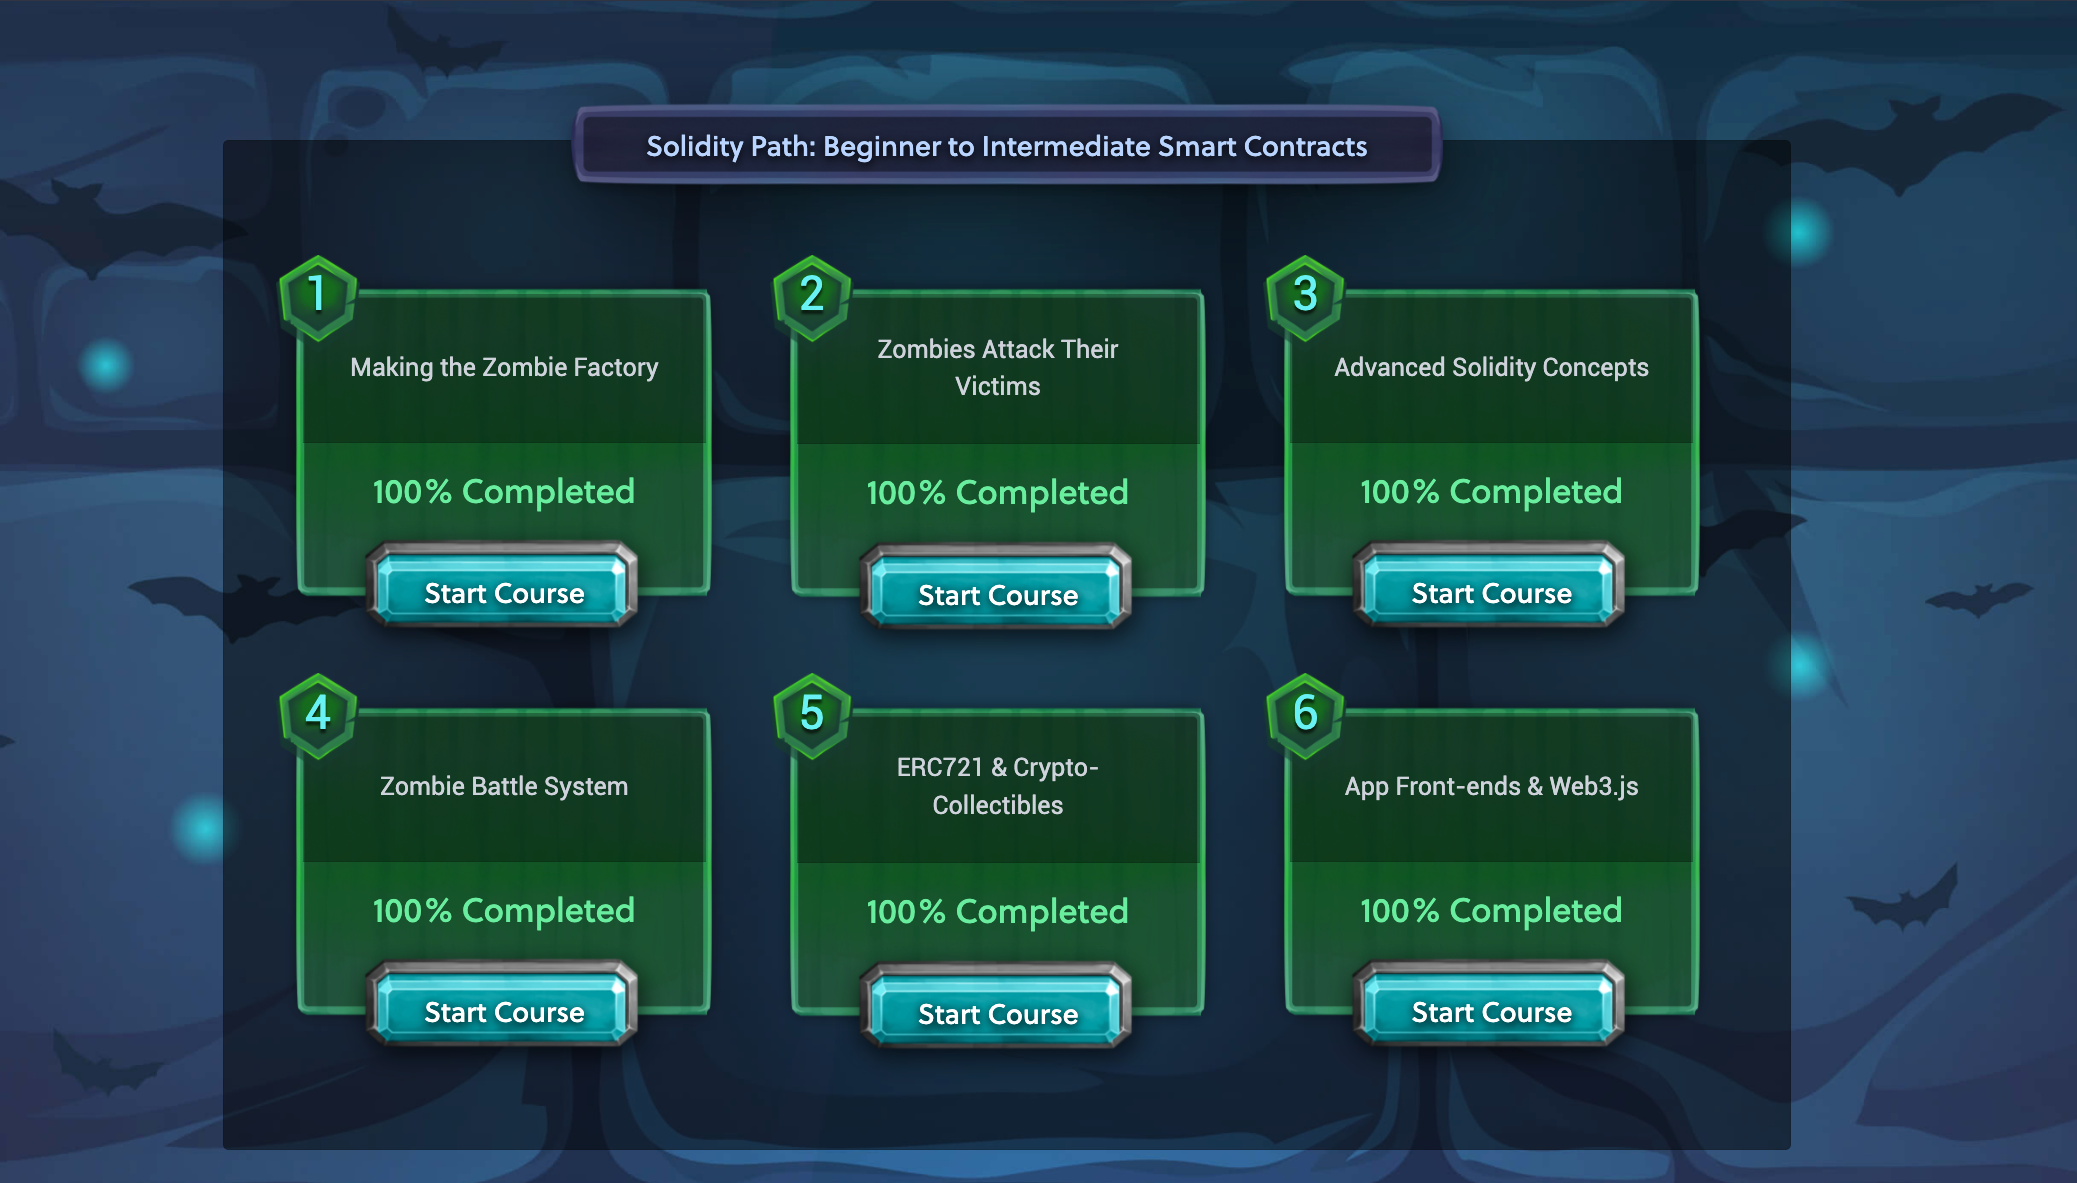 Solidity Path: Beginner to Intermediate Smart Contracts
1
Making the Zombie Factory
100% Completed
Start Course
2
Zombies Attack Their
Victims
100% Completed
Start Course
3
Advanced Solidity Concepts
100% Completed
Start Course
4
Zombie Battle System
100% Completed
Start Course
5
ERC721 & Crypto-
Collectibles
100% Completed
Start Course
6
App Front-ends & Web3.js
100% Completed
Start Course